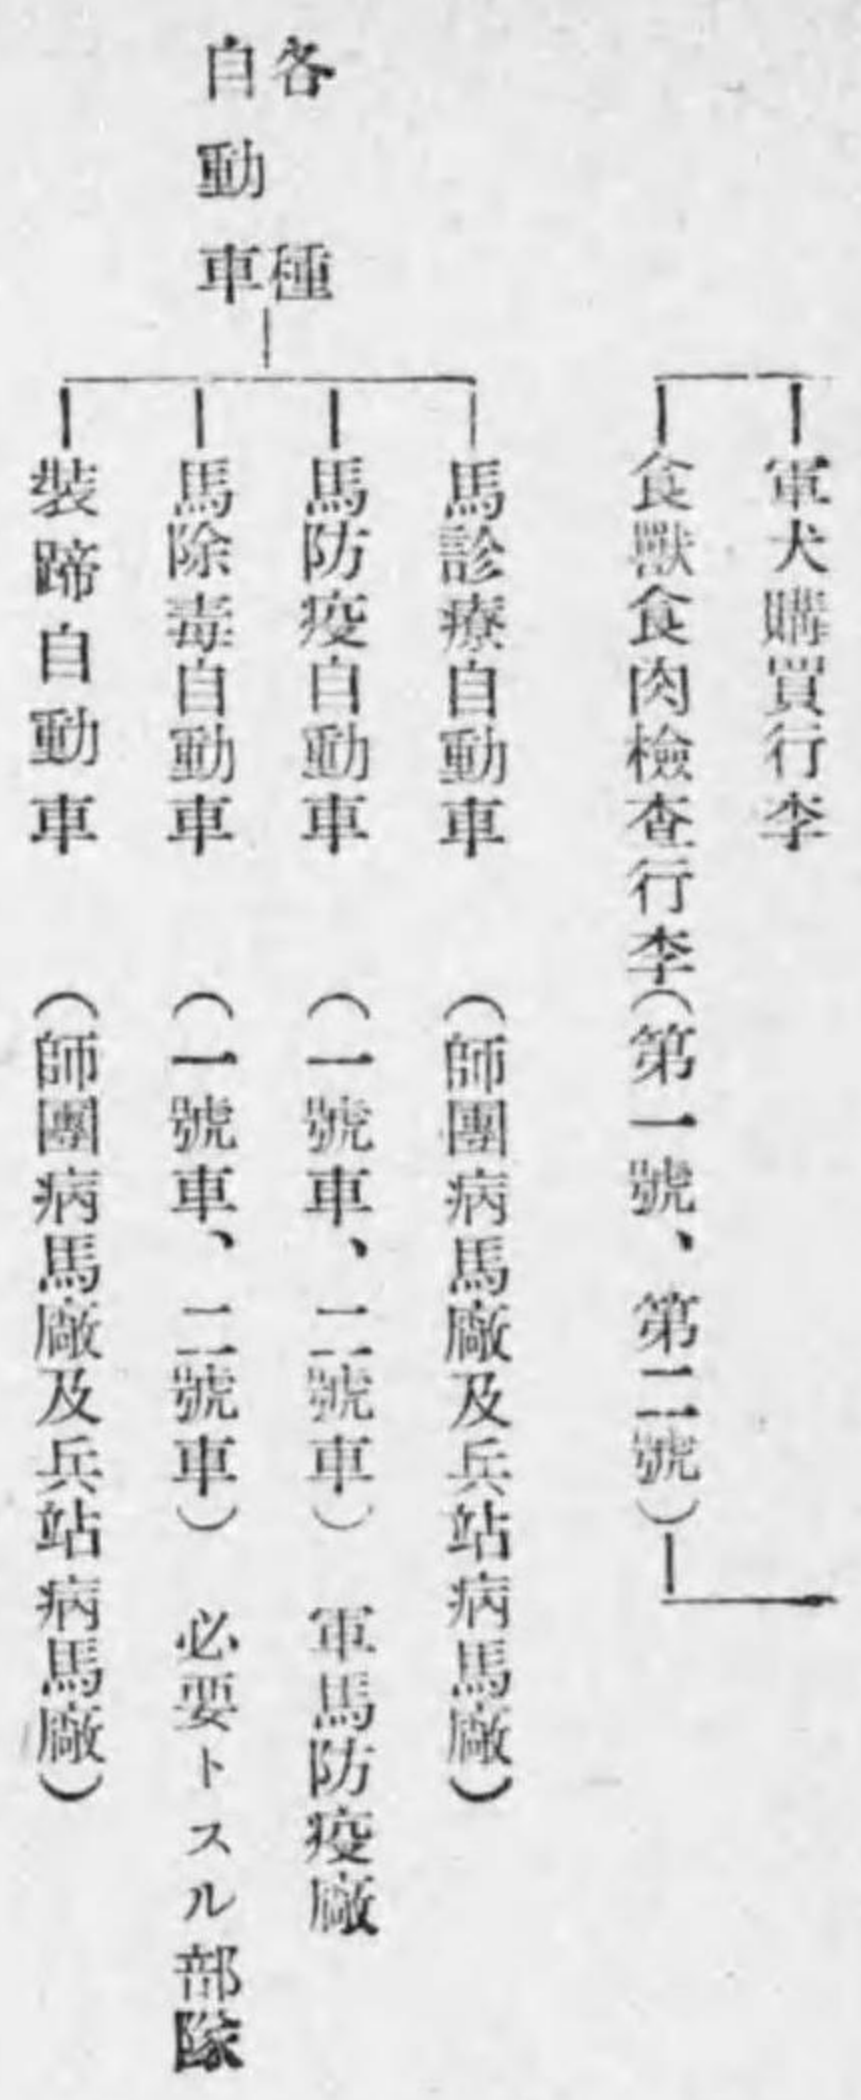 軍犬購買行李
食獸食肉檢查行李(第一號、第二號)
各種
自動車
馬診療自動車 (師團病馬廠及兵站病馬廠)
馬防疫自動車 (一號車、二號車) 軍馬防疫廠
馬除毒自動車 (一號車、二號車) 必要トスル部隊
裝蹄自動車 (師團病馬廠及兵站病馬廠)